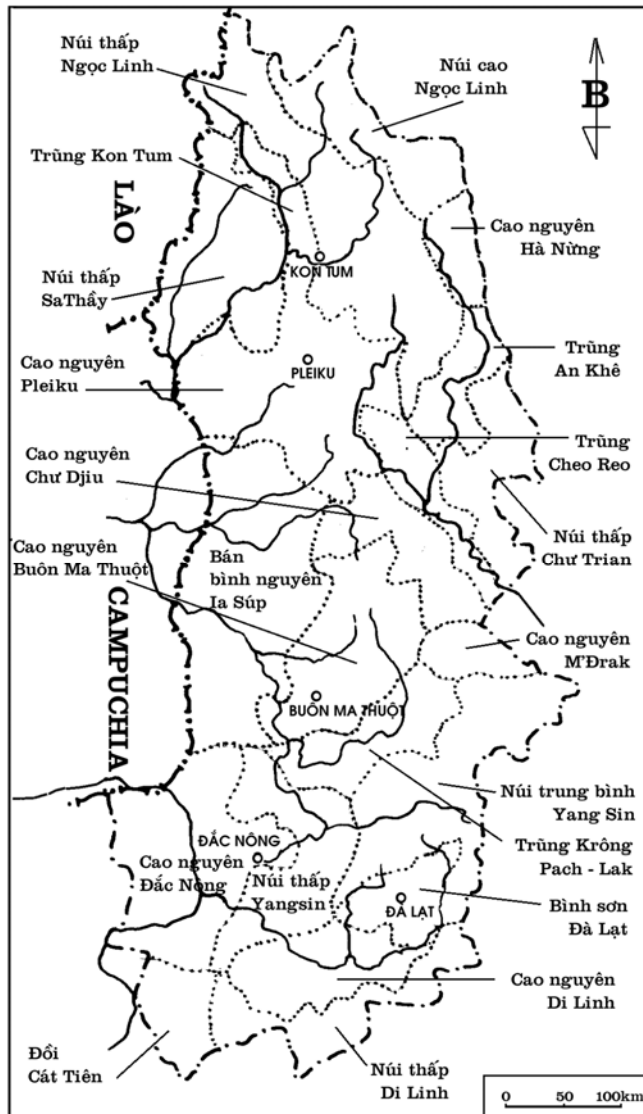 Núi thấp
Ngọc Linh
Núi cao
Ngọc Linh
B
Trũng Kon Tum
LÀO
Cao nguyên
Hà Nừng
KON TUM
Núi thấp
SaThầy
Trũng
An Khê
Cao nguyên
Pleiku
PLEIKU
Cao nguyên
Chư Djiu
Trũng
Cheo Reo
Núi thấp
Chư Trian
Cao nguyên
Buôn Ma Thuột
Bán
bình nguyên
Ia Súp
CAMPUCHIA
Cao nguyên
M'Đrak
BUÔN MA THUỘT
Núi trung bình
Yang Sin
ĐẮC NÔNG
Cao nguyên
Đắc Nông
Núi thấp
Yangsin
Trũng Krông
Pach - Lak
ĐÀ LẠT
Bình sơn
Đà Lạt
Cao nguyên
Di Linh
Đồi
Cát Tiên
Núi thấp
Di Linh
0 50 100km